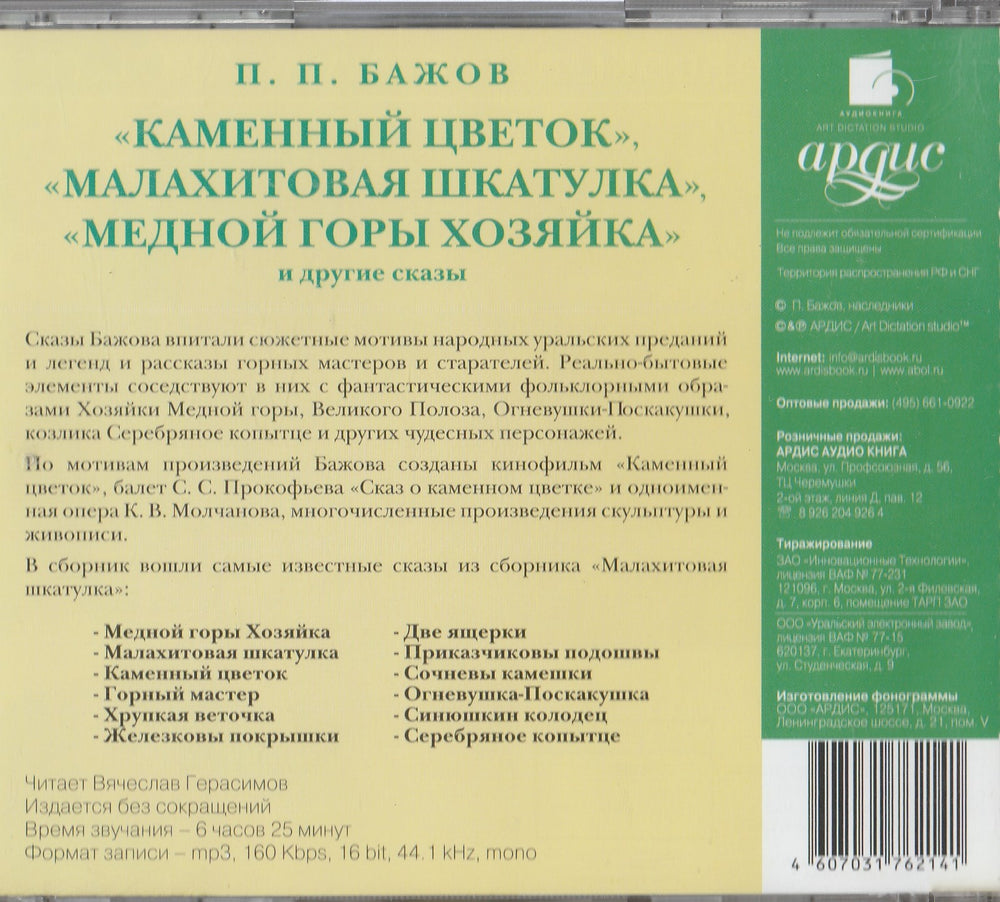 П. П. БАЖОВ
«КАМЕННЫЙ ЦВЕТОК»,
«МАЛАХИТОВАЯ ШКАТУЛКА»,
«МЕДНОЙ ГОРЫ ХОЗЯЙКА»
и другие сказы
Сказы Бажова впитали сюжетные мотивы народных уральских преданий
и легенд и рассказы горных мастеров и старателей. Реально-бытовые
элементы соседствуют в них с фантастическими фольклорными обра-
зами Хозяйки Медной горы, Великого Полоза, Огневушки-Поскакушки,
козлика Серебряное копытце и других чудесных персонажей.
По мотивам произведений Бажова созданы кинофильм «Каменный
цветок», балет С. С. Прокофьева «Сказ о каменном цветке» и одноимен-
ная опера К. В. Молчанова, многочисленные произведения скульптуры и
живописи.
В сборник вошли самые известные сказы из сборника «Малахитовая
шкатулка»:
- Медной горы Хозяйка
- Малахитовая шкатулка
- Каменный цветок
- Горный мастер
- Хрупкая веточка
- Железковы покрышки
- Две ящерки
- Приказчиковы подошвы
- Сочневы камешки
- Огневушка-Поскакушка
- Синюшкин колодец
- Серебряное копытце
Читает Вячеслав Герасимов
Издается без сокращений
Время звучания – 6 часов 25 минут
Формат записи – mp3, 160 Kbps, 16 bit, 44.1 kHz, mono
АУДИОКНИГА
ART DICTATION STUDIO
ардис
Не подлежит обязательной сертификации
Все права защищены
Территория распространения РФ и СНГ
© П. Бажов, наследники
©&℗ АРДИС / Art Dictation studio™
Internet: info@ardisbook.ru
www.ardisbook.ru | www.abol.ru
Оптовые продажи: (495) 661-0922
Розничные продажи:
АРДИС АУДИО КНИГА
Москва, ул. Профсоюзная, д. 56,
ТЦ Черемушки
2-ой этаж, линия Д, пав. 12
☏ 8 926 204 926 4
Тиражирование
ЗАО «Инновационные Технологии»,
лицензия ВАФ № 77-231
121096, г. Москва, ул. 2-я Филевская,
д. 7, корп. 6, помещение ТАРП ЗАО
ООО «Уральский электронный завод»,
лицензия ВАФ № 77-15
620137, г. Екатеринбург,
ул. Студенческая, д. 9
Изготовление фонограммы
ООО «АРДИС», 125171, Москва,
Ленинградское шоссе, д. 21, пом. V
4 607031 762141